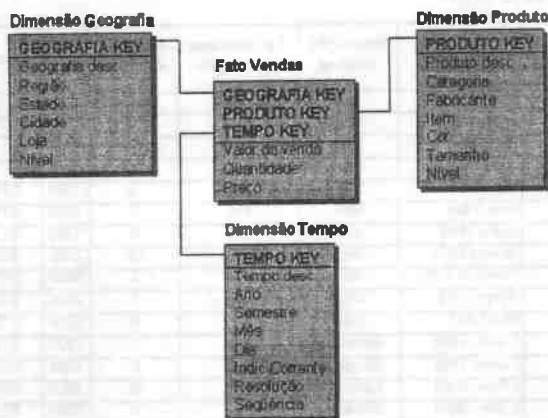 Dimensão Geografia
GEOGRAFIA KEY
Geografia desc
Região
Estado
Cidade
Loja
Nível
Fato Vendas
GEOGRAFIA KEY
PRODUTO KEY
TEMPO KEY
Valor da venda
Quantidade
Preço
Dimensão Produto
PRODUTO KEY
Produto desc
Categoria
Fabricante
Item
Cor
Tamanho
Nível
Dimensão Tempo
TEMPO KEY
Tempo desc
Ano
Semestre
Mês
Dia
Indic Corrente
Resolução
Seqüência